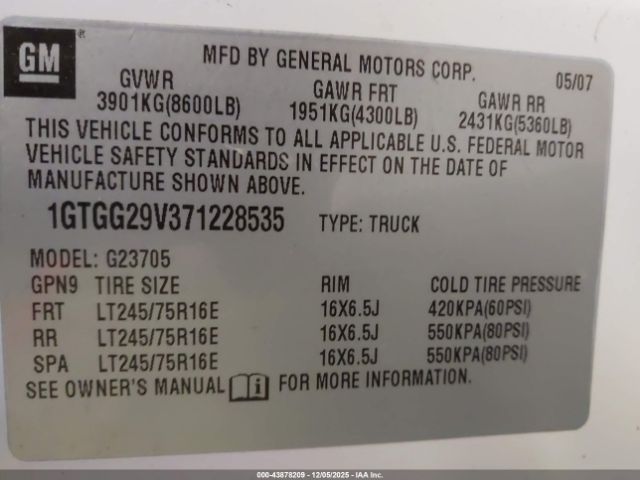 GM
MFD BY GENERAL MOTORS CORP. 05/07
GVWR GAWR FRT GAWR RR
3901KG(8600LB) 1951KG(4300LB) 2431KG(5360LB)
THIS VEHICLE CONFORMS TO ALL APPLICABLE U.S. FEDERAL MOTOR
VEHICLE SAFETY STANDARDS IN EFFECT ON THE DATE OF
MANUFACTURE SHOWN ABOVE.
1GTGG29V371228535 TYPE: TRUCK
MODEL: G23705
GPN9 TIRE SIZE RIM COLD TIRE PRESSURE
FRT LT245/75R16E 16X6.5J 420KPA(60PSI)
RR LT245/75R16E 16X6.5J 550KPA(80PSI)
SPA LT245/75R16E 16X6.5J 550KPA(80PSI)
SEE OWNER'S MANUAL i FOR MORE INFORMATION.
000-43878209 - 12/05/2025 - IAA Holdings, LLC. Copyright